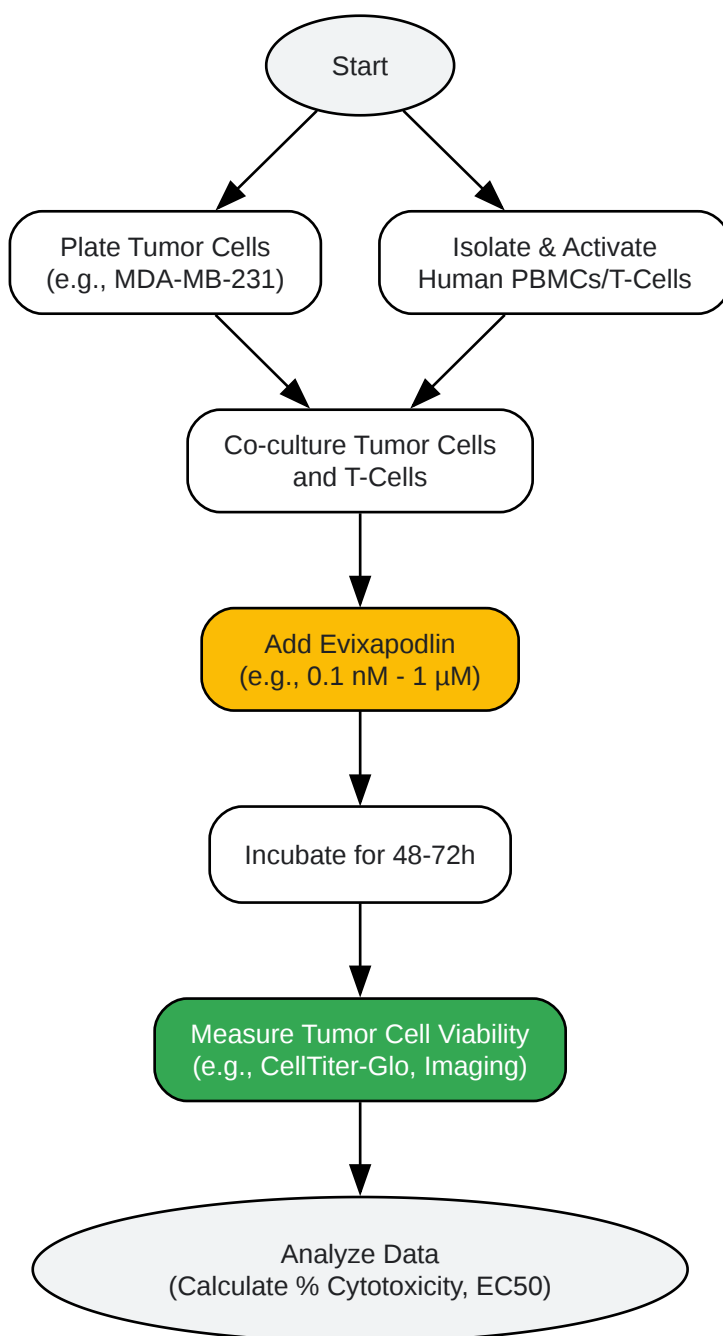 Start
Plate Tumor Cells
(e.g., MDA-MB-231)
Isolate & Activate
Human PBMCs/T-Cells
Co-culture Tumor Cells
and T-Cells
Add Evixapodlin
(e.g., 0.1 nM - 1 µM)
Incubate for 48-72h
Measure Tumor Cell Viability
(e.g., CellTiter-Glo, Imaging)
Analyze Data
(Calculate % Cytotoxicity, EC50)